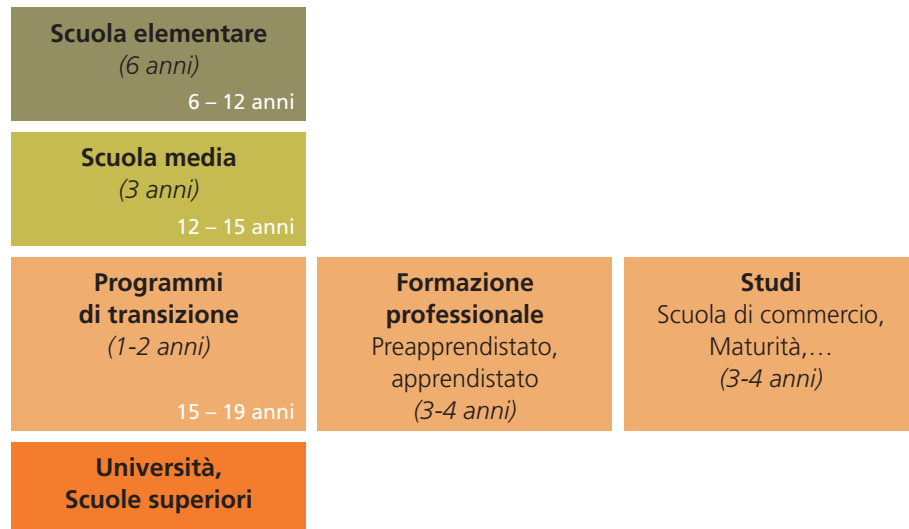 Scuola elementare
(6 anni)
6 – 12 anni
Scuola media
(3 anni)
12 – 15 anni
Programmi
di transizione
(1-2 anni)
15 – 19 anni
Formazione
professionale
Preapprendistato,
apprendistato
(3-4 anni)
Studi
Scuola di commercio,
Maturità,...
(3-4 anni)
Università,
Scuole superiori